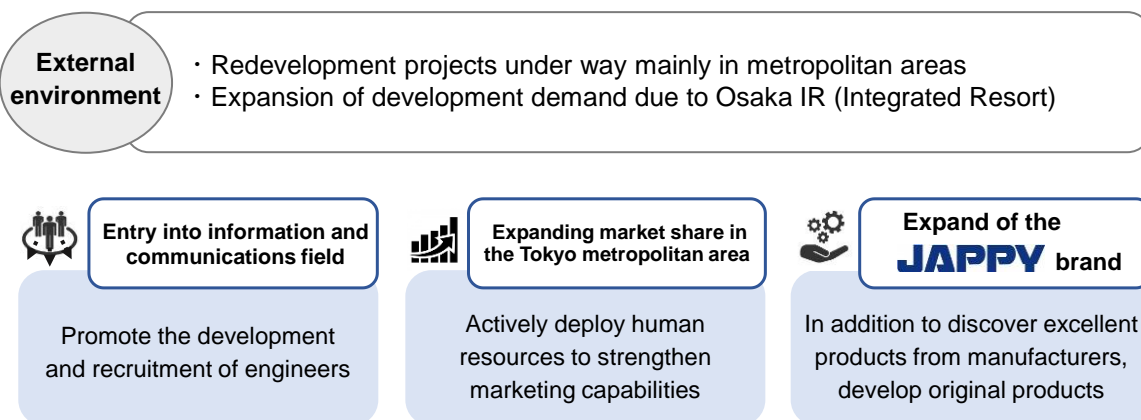 External
environment
・Redevelopment projects under way mainly in metropolitan areas
・Expansion of development demand due to Osaka IR (Integrated Resort)
Entry into information and
communications field
Promote the development
and recruitment of engineers
Expanding market share in
the Tokyo metropolitan area
Actively deploy human
resources to strengthen
marketing capabilities
Expand of the
JAPPY brand
In addition to discover excellent
products from manufacturers,
develop original products